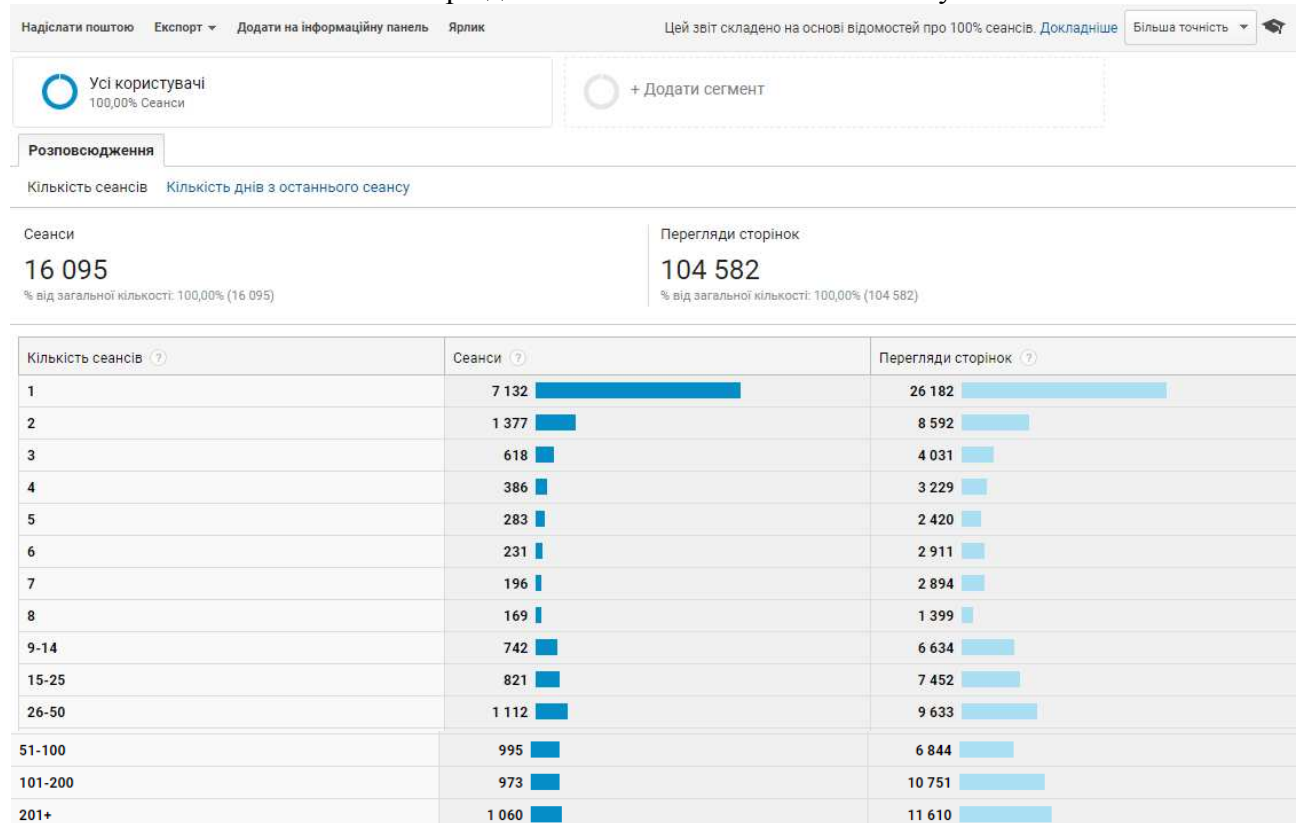 Надіслати поштою Експорт Додати на інформаційну панель Ярлик Цей звіт складено на основі відомостей про 100% сеансів. Докладніше Більша точність
Усі користувачі
100,00% Сеанси
+ Додати сегмент
Розповсюдження
Кількість сеансів Кількість днів з останнього сеансу
Сеанси Перегляди сторінок
16 095 104 582
% від загальної кількості: 100,00% (16 095) % від загальної кількості: 100,00% (104 582)
Кількість сеансів ? Сеанси ? Перегляди сторінок ?
1 7 132 26 182
2 1 377 8 592
3 618 4 031
4 386 3 229
5 283 2 420
6 231 2 911
7 196 2 894
8 169 1 399
9-14 742 6 634
15-25 821 7 452
26-50 1 112 9 633
51-100 995 6 844
101-200 973 10 751
201+ 1 060 11 610